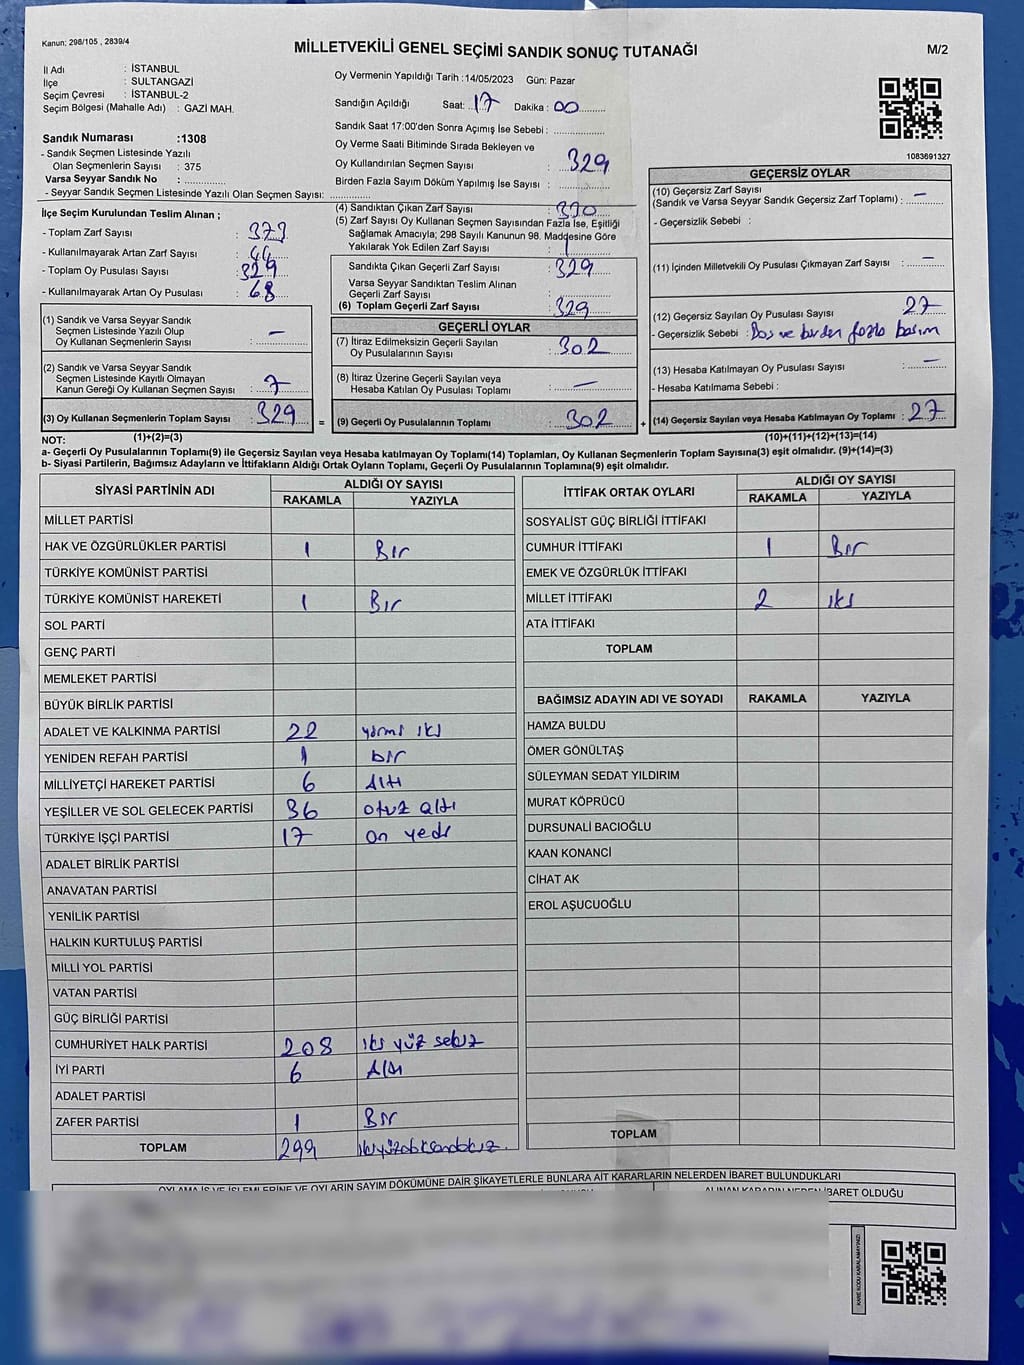 Kanun: 298/105 , 2839/4
MİLLETVEKİLİ GENEL SEÇİMİ SANDIK SONUÇ TUTANAĞI
M/2
İl Adı : İSTANBUL
İlçe : SULTANGAZİ
Seçim Çevresi : İSTANBUL-2
Seçim Bölgesi (Mahalle Adı) : GAZİ MAH.
Sandık Numarası :1308
- Sandık Seçmen Listesinde Yazılı
Olan Seçmenlerin Sayısı : 375
Varsa Seyyar Sandık No :
- Seyyar Sandık Seçmen Listesinde Yazılı Olan Seçmen Sayısı:
Oy Vermenin Yapıldığı Tarih :14/05/2023 Gün: Pazar
Sandığın Açıldığı Saat: 17 Dakika : 00
Sandık Saat 17:00'den Sonra Açımış İse Sebebi :
Oy Verme Saati Bitiminde Sırada Bekleyen ve
Oy Kullandırılan Seçmen Sayısı : 329
Birden Fazla Sayım Döküm Yapılmış İse Sayısı :
1083691327
İlçe Seçim Kurulundan Teslim Alınan ;
- Toplam Zarf Sayısı : 373
- Kullanılmayarak Artan Zarf Sayısı : 44
- Toplam Oy Pusulası Sayısı : 329
- Kullanılmayarak Artan Oy Pusulası : 68
(1) Sandık ve Varsa Seyyar Sandık
Seçmen Listesinde Yazılı Olup
Oy Kullanan Seçmenlerin Sayısı : —
(2) Sandık ve Varsa Seyyar Sandık
Seçmen Listesinde Kayıtlı Olmayan
Kanun Gereği Oy Kullanan Seçmen Sayısı : 7
(3) Oy Kullanan Seçmenlerin Toplam Sayısı : 329
(1)+(2)=(3)
(4) Sandıktan Çıkan Zarf Sayısı : 330
(5) Zarf Sayısı Oy Kullanan Seçmen Sayısından Fazla İse, Eşitliği
Sağlamak Amacıyla; 298 Sayılı Kanunun 98. Maddesine Göre
Yakılarak Yok Edilen Zarf Sayısı : 1
Sandıkta Çıkan Geçerli Zarf Sayısı : 329
Varsa Seyyar Sandıktan Teslim Alınan
Geçerli Zarf Sayısı :
(6) Toplam Geçerli Zarf Sayısı : 329
GEÇERLİ OYLAR
(7) İtiraz Edilmeksizin Geçerli Sayılan
Oy Pusulalarının Sayısı : 302
(8) İtiraz Üzerine Geçerli Sayılan veya
Hesaba Katılan Oy Pusulası Toplamı : —
= (9) Geçerli Oy Pusulalarının Toplamı : 302 +
GEÇERSİZ OYLAR
(10) Geçersiz Zarf Sayısı
(Sandık ve Varsa Seyyar Sandık Geçersiz Zarf Toplamı) : —
- Geçersizlik Sebebi :
(11) İçinden Milletvekili Oy Pusulası Çıkmayan Zarf Sayısı : —
(12) Geçersiz Sayılan Oy Pusulası Sayısı : 27
- Geçersizlik Sebebi : Boş ve birden fazla basım
(13) Hesaba Katılmayan Oy Pusulası Sayısı : —
- Hesaba Katılmama Sebebi :
(14) Geçersiz Sayılan veya Hesaba Katılmayan Oy Toplamı : 27
(10)+(11)+(12)+(13)=(14)
NOT:
a- Geçerli Oy Pusulalarının Toplamı(9) ile Geçersiz Sayılan veya Hesaba katılmayan Oy Toplamı(14) Toplamları, Oy Kullanan Seçmenlerin Toplam Sayısına(3) eşit olmalıdır. (9)+(14)=(3)
b- Siyasi Partilerin, Bağımsız Adayların ve İttifakların Aldığı Ortak Oyların Toplamı, Geçerli Oy Pusulalarının Toplamına(9) eşit olmalıdır.
SİYASİ PARTİNİN ADI
ALDIĞI OY SAYISI
RAKAMLA YAZIYLA
MİLLET PARTİSİ
HAK VE ÖZGÜRLÜKLER PARTİSİ 1 Bir
TÜRKİYE KOMÜNİST PARTİSİ
TÜRKİYE KOMÜNİST HAREKETİ 1 Bir
SOL PARTİ
GENÇ PARTİ
MEMLEKET PARTİSİ
BÜYÜK BİRLİK PARTİSİ
ADALET VE KALKINMA PARTİSİ 22 yirmi iki
YENİDEN REFAH PARTİSİ 1 bir
MİLLİYETÇİ HAREKET PARTİSİ 6 Altı
YEŞİLLER VE SOL GELECEK PARTİSİ 36 otuz altı
TÜRKİYE İŞÇİ PARTİSİ 17 on yedi
ADALET BİRLİK PARTİSİ
ANAVATAN PARTİSİ
YENİLİK PARTİSİ
HALKIN KURTULUŞ PARTİSİ
MİLLİ YOL PARTİSİ
VATAN PARTİSİ
GÜÇ BİRLİĞİ PARTİSİ
CUMHURİYET HALK PARTİSİ 208 iki yüz sekiz
İYİ PARTİ 6 Altı
ADALET PARTİSİ
ZAFER PARTİSİ 1 Bir
TOPLAM 299
İTTİFAK ORTAK OYLARI
ALDIĞI OY SAYISI
RAKAMLA YAZIYLA
SOSYALİST GÜÇ BİRLİĞİ İTTİFAKI
CUMHUR İTTİFAKI 1 Bir
EMEK VE ÖZGÜRLÜK İTTİFAKI
MİLLET İTTİFAKI 2 iki
ATA İTTİFAKI
TOPLAM
BAĞIMSIZ ADAYIN ADI VE SOYADI RAKAMLA YAZIYLA
HAMZA BULDU
ÖMER GÖNÜLTAŞ
SÜLEYMAN SEDAT YILDIRIM
MURAT KÖPRÜCÜ
DURSUNALİ BACIOĞLU
KAAN KONANCİ
CİHAT AK
EROL AŞUCUOĞLU
TOPLAM
OYLAMA İŞ VE İŞLEMLERİNE VE OYLARIN SAYIM DÖKÜMÜNE DAİR ŞİKAYETLERLE BUNLARA AİT KARARLARIN NELERDEN İBARET BULUNDUKLARI
ALINAN KARARIN NEDEN İBARET OLDUĞU
KARE KODU KARALAMAYINIZ!